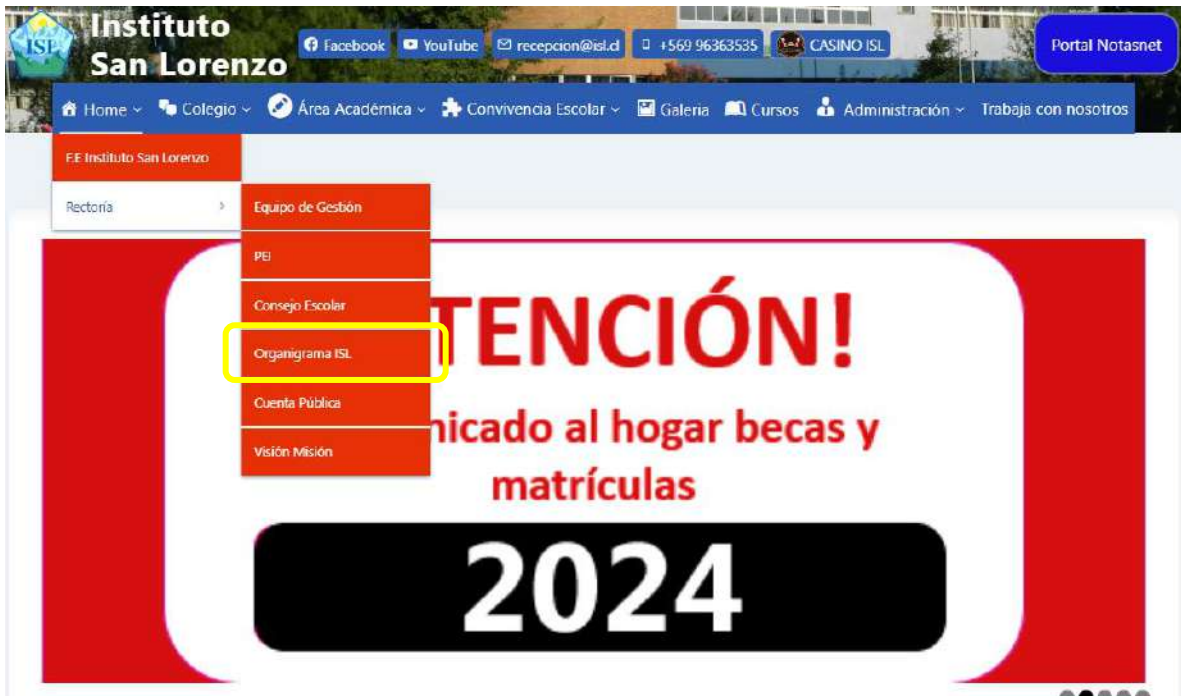 ISP
Instituto
San Lorenzo
Facebook
YouTube
recepcion@isl.cl
+569 96363535
CASINO ISL
Portal Notasnet
Home
Colegio
Área Académica
Convivencia Escolar
Galeria
Cursos
Administración
Trabaja con nosotros
F.E Instituto San Lorenzo
Rectoría
Equipo de Gestión
PEI
Consejo Escolar
Organigrama ISL
Cuenta Pública
Visión Misión
TENCIÓN!
nicado al hogar becas y
matrículas
2024